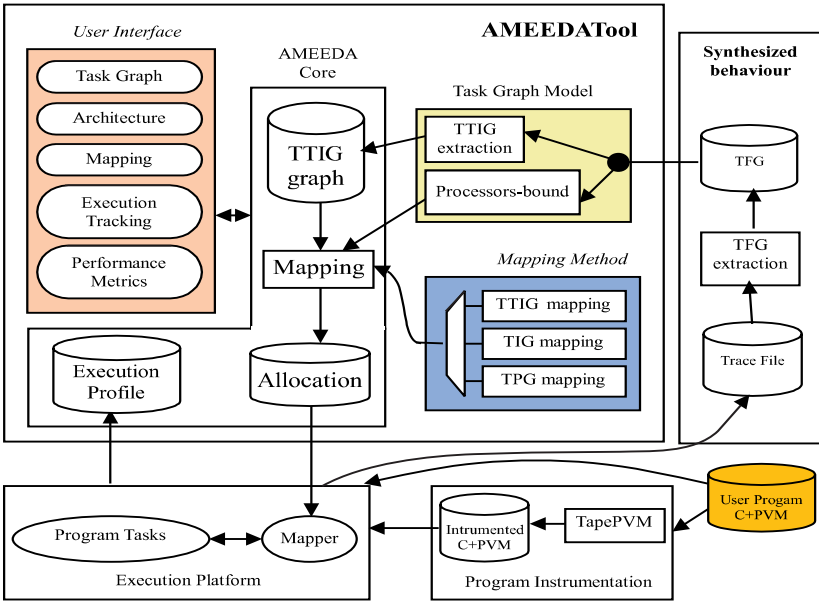 AMEEDATool
User Interface
Task Graph
Architecture
Mapping
Execution
Tracking
Performance
Metrics
AMEEDA
Core
TTIG
graph
Mapping
Allocation
Execution
Profile
Task Graph Model
TTIG
extraction
Processors-bound
Mapping Method
TTIG mapping
TIG mapping
TPG mapping
Synthesized
behaviour
TFG
TFG
extraction
Trace File
Program Tasks
Mapper
Execution Platform
Intrumented
C+PVM
TapePVM
Program Instrumentation
User Progam
C+PVM